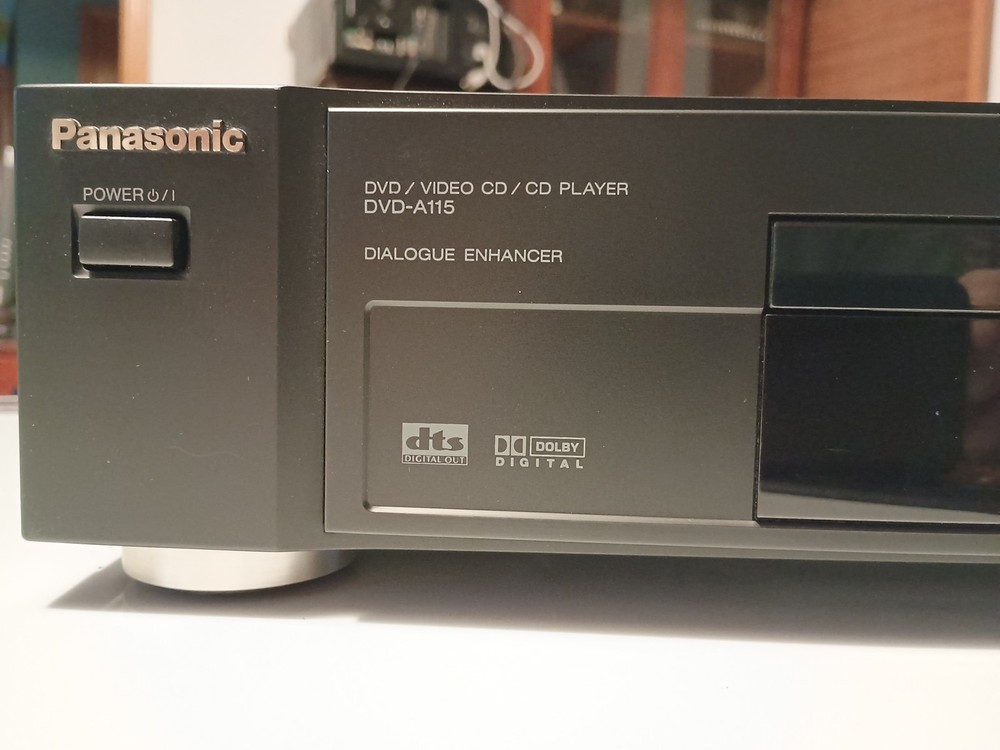 Panasonic
POWER ⏻/I
DVD / VIDEO CD / CD PLAYER
DVD-A115
DIALOGUE ENHANCER
dts
DIGITAL OUT
DOLBY
DIGITAL